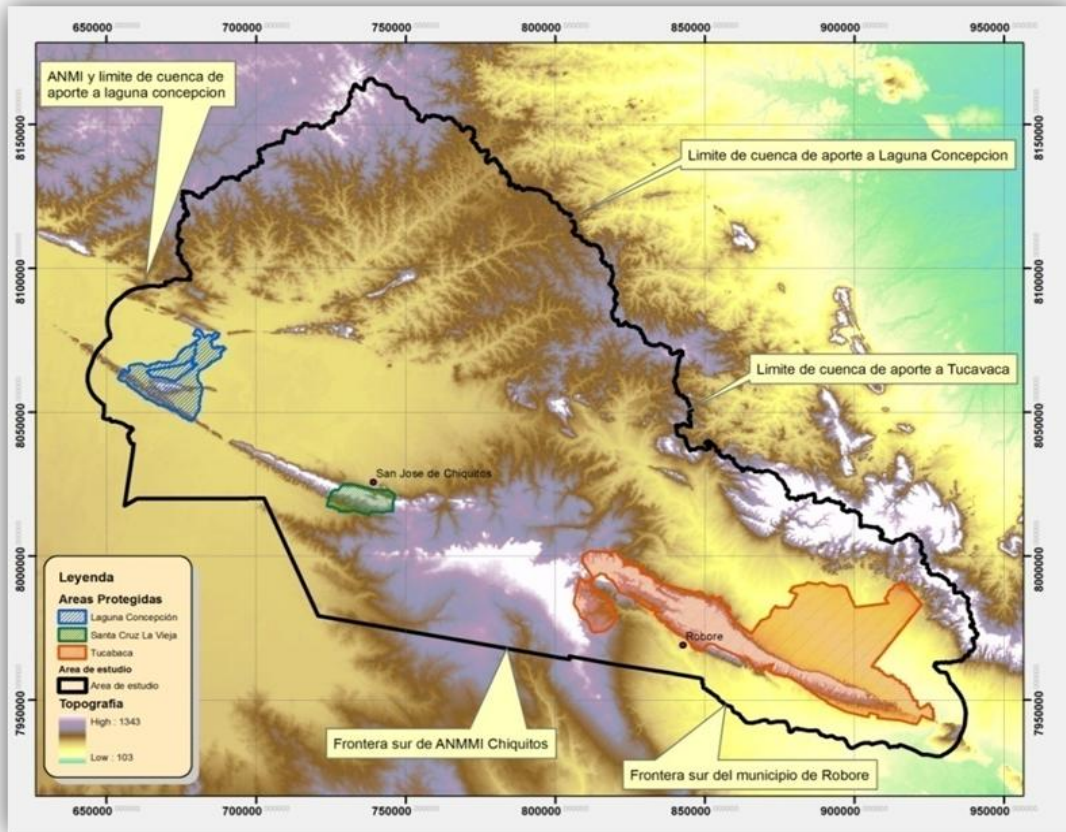 650000 700000 750000 800000 850000 900000 950000
ANMI y limite de cuenca de
aporte a laguna concepcion
8150000
8150000
Limite de cuenca de aporte a Laguna Concepcion
8100000
8100000
Limite de cuenca de aporte a Tucavaca
8050000
8050000
San Jose de Chiquitos
8000000
8000000
Leyenda
Areas Protegidas
Laguna Concepción
Santa Cruz La Vieja
Tucabaca
Area de estudio
Area de estudio
Topografia
High : 1343
Low : 103
Robore
7950000
7950000
Frontera sur de ANMMI Chiquitos
Frontera sur del municipio de Robore
650000 700000 750000 800000 850000 900000 950000